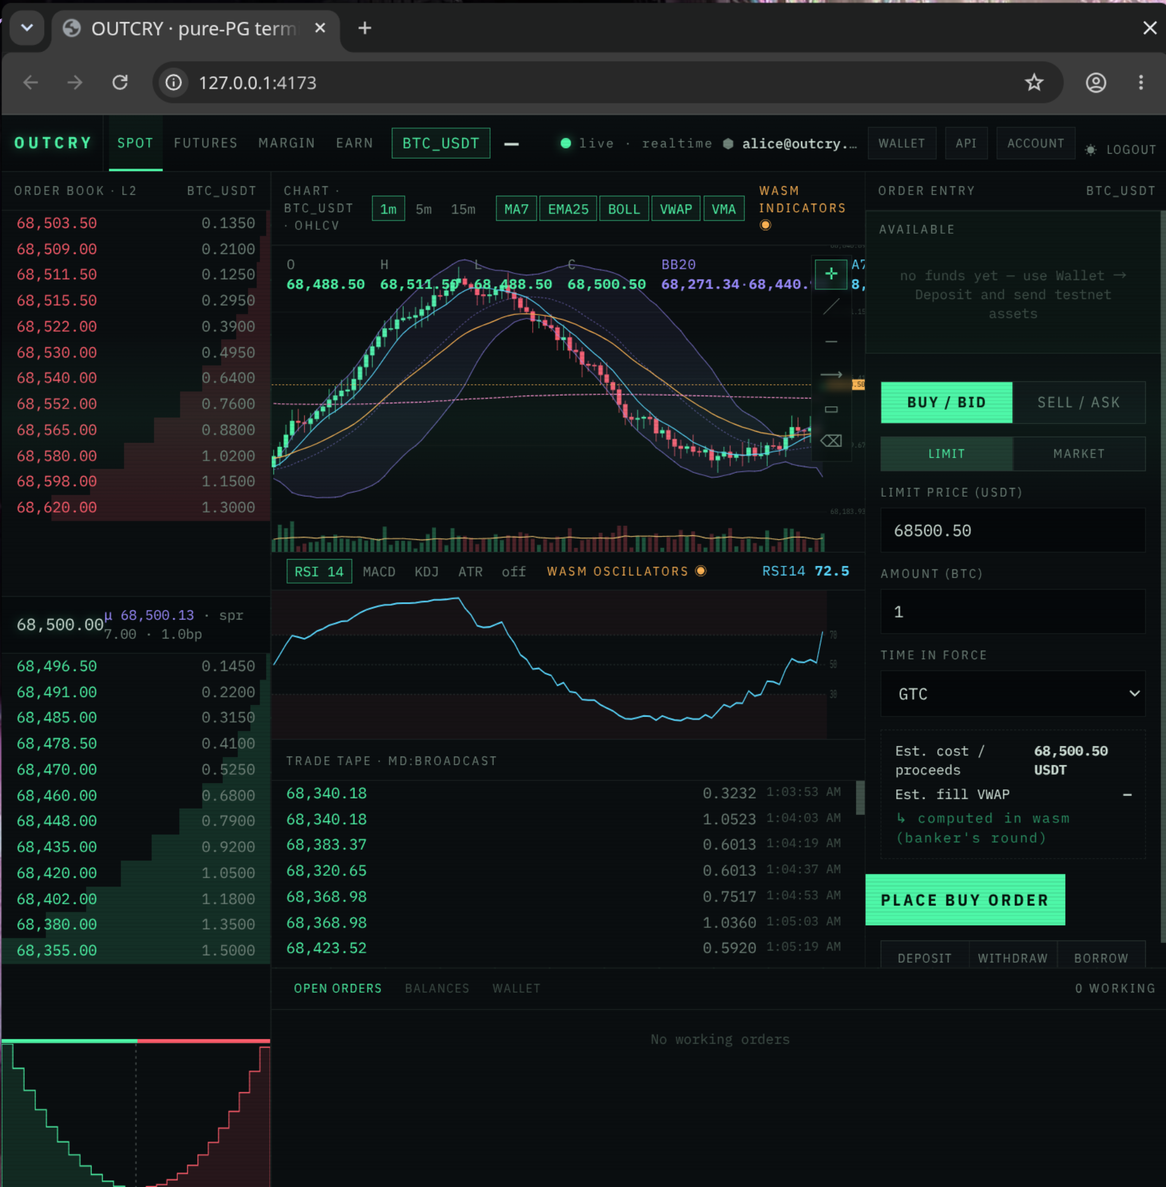 OUTCRY · pure-PG term
127.0.0.1:4173
OUTCRY SPOT FUTURES MARGIN EARN BTC_USDT — live · realtime alice@outcry.… WALLET API ACCOUNT LOGOUT
ORDER BOOK · L2 BTC_USDT
68,503.50 0.1350
68,509.00 0.2100
68,511.50 0.1250
68,515.50 0.2950
68,522.00 0.3900
68,530.00 0.4950
68,540.00 0.6400
68,552.00 0.7600
68,565.00 0.8800
68,580.00 1.0200
68,598.00 1.1500
68,620.00 1.3000
68,500.00 µ 68,500.13 · spr
7.00 · 1.0bp
68,496.50 0.1450
68,491.00 0.2200
68,485.00 0.3150
68,478.50 0.4100
68,470.00 0.5250
68,460.00 0.6800
68,448.00 0.7900
68,435.00 0.9200
68,420.00 1.0500
68,402.00 1.1800
68,380.00 1.3500
68,355.00 1.5000
CHART ·
BTC_USDT
· OHLCV
1m 5m 15m MA7 EMA25 BOLL VWAP VMA
WASM
INDICATORS
O H L C BB20 A7
68,488.50 68,511.50 68,488.50 68,500.50 68,271.34·68,440. 8,
68,183.93
RSI 14 MACD KDJ ATR off WASM OSCILLATORS RSI14 72.5
70
50
30
TRADE TAPE · MD:BROADCAST
68,340.18 0.3232 1:03:53 AM
68,340.18 1.0523 1:04:03 AM
68,383.37 0.6013 1:04:19 AM
68,320.65 0.6013 1:04:37 AM
68,368.98 0.7517 1:04:53 AM
68,368.98 1.0360 1:05:03 AM
68,423.52 0.5920 1:05:19 AM
ORDER ENTRY BTC_USDT
AVAILABLE
no funds yet — use Wallet →
Deposit and send testnet
assets
BUY / BID SELL / ASK
LIMIT MARKET
LIMIT PRICE (USDT)
68500.50
AMOUNT (BTC)
1
TIME IN FORCE
GTC
Est. cost / 68,500.50
proceeds USDT
Est. fill VWAP —
↳ computed in wasm
(banker's round)
PLACE BUY ORDER
DEPOSIT WITHDRAW BORROW
OPEN ORDERS BALANCES WALLET 0 WORKING
No working orders